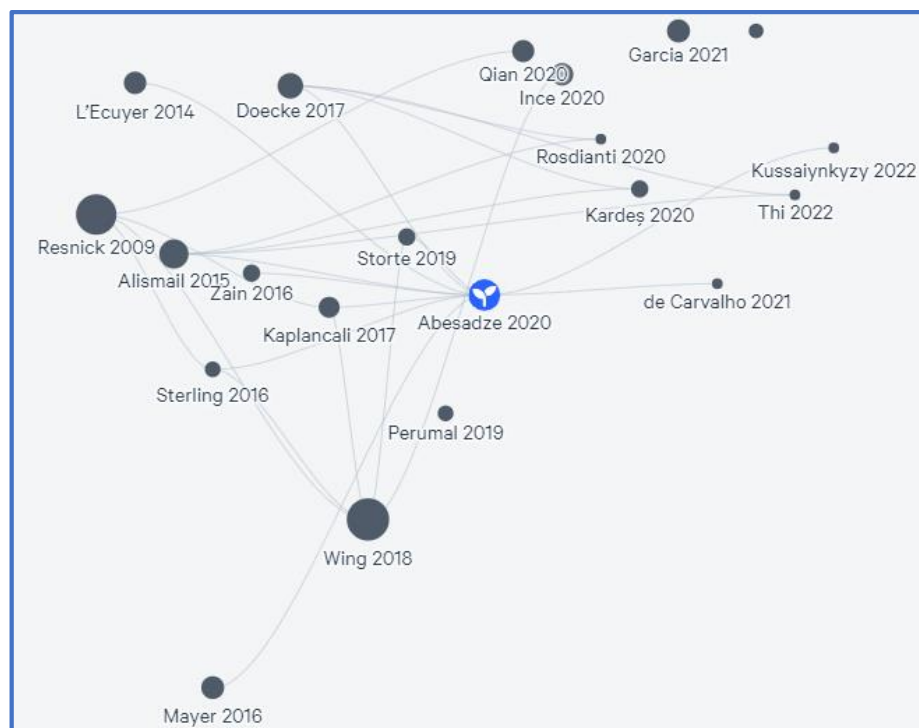 Garcia 2021
Qian 2020
Ince 2020
L'Ecuyer 2014
Doecke 2017
Rosdianti 2020
Kussaiynkyzy 2022
Kardeş 2020
Thi 2022
Resnick 2009
Storte 2019
Alismail 2015
Zain 2016
de Carvalho 2021
Abesadze 2020
Kaplancali 2017
Sterling 2016
Perumal 2019
Wing 2018
Mayer 2016